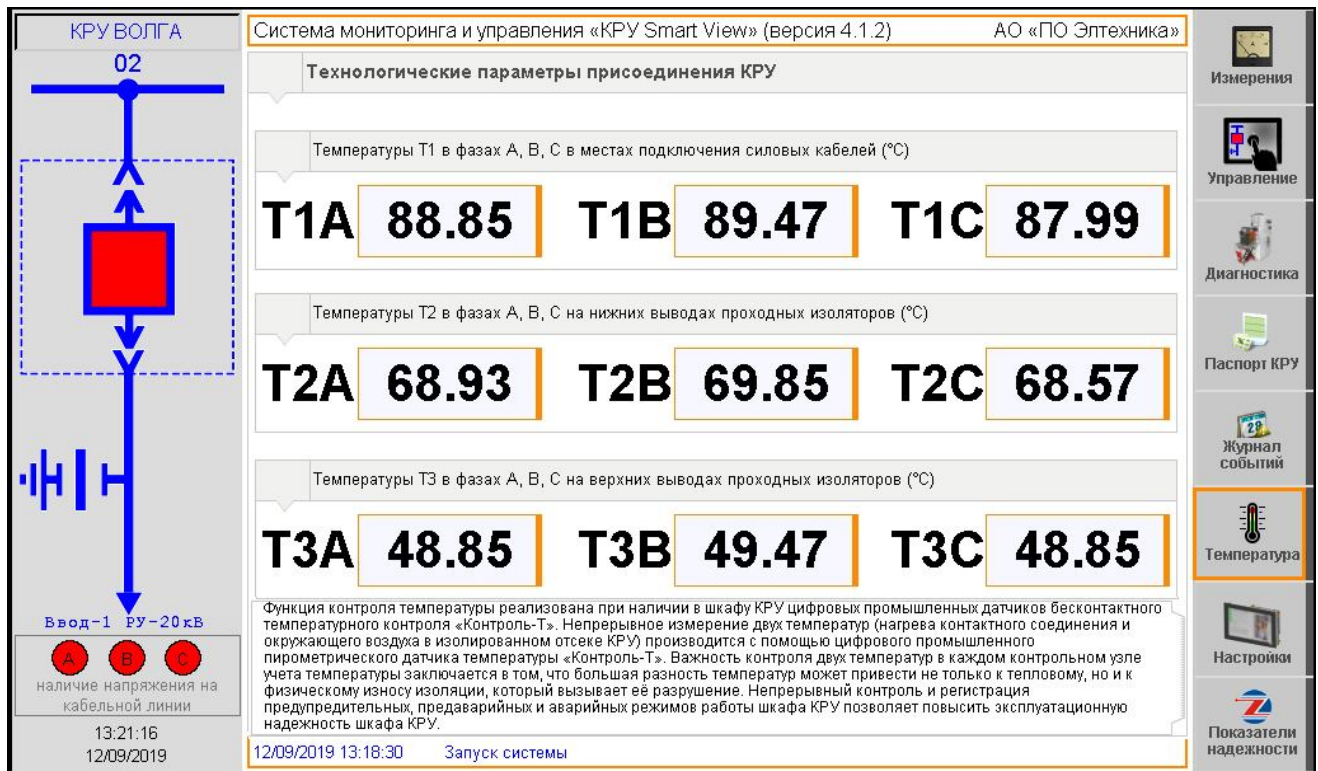 КРУ ВОЛГА
02
Ввод-1 РУ-20кВ
А В С
наличие напряжения на
кабельной линии
13:21:16
12/09/2019
Система мониторинга и управления «КРУ Smart View» (версия 4.1.2) АО «ПО Элтехника»
Технологические параметры присоединения КРУ
Температуры Т1 в фазах А, В, С в местах подключения силовых кабелей (°С)
Т1А 88.85 Т1В 89.47 Т1С 87.99
Температуры Т2 в фазах А, В, С на нижних выводах проходных изоляторов (°С)
Т2А 68.93 Т2В 69.85 Т2С 68.57
Температуры Т3 в фазах А, В, С на верхних выводах проходных изоляторов (°С)
Т3А 48.85 Т3В 49.47 Т3С 48.85
Функция контроля температуры реализована при наличии в шкафу КРУ цифровых промышленных датчиков бесконтактного
температурного контроля «Контроль-Т». Непрерывное измерение двух температур (нагрева контактного соединения и
окружающего воздуха в изолированном отсеке КРУ) производится с помощью цифрового промышленного
пирометрического датчика температуры «Контроль-Т». Важность контроля двух температур в каждом контрольном узле
учета температуры заключается в том, что большая разность температур может привести не только к тепловому, но и к
физическому износу изоляции, который вызывает её разрушение. Непрерывный контроль и регистрация
предупредительных, предаварийных и аварийных режимов работы шкафа КРУ позволяет повысить эксплуатационную
надежность шкафа КРУ.
12/09/2019 13:18:30 Запуск системы
Измерения
Управление
Диагностика
Паспорт КРУ
Журнал
событий
Температура
Настройки
Показатели
надежности